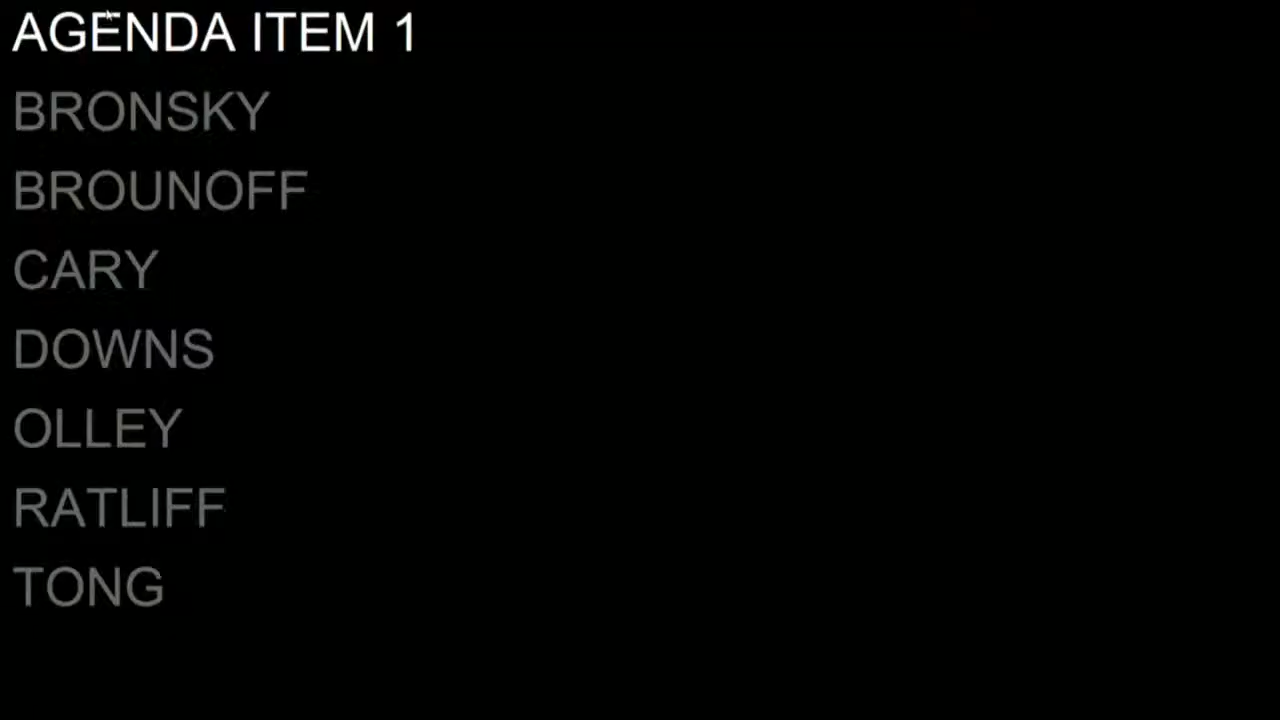 AGENDA ITEM 1
BRONSKY
BROUNOFF
CARY
DOWNS
OLLEY
RATLIFF
TONG